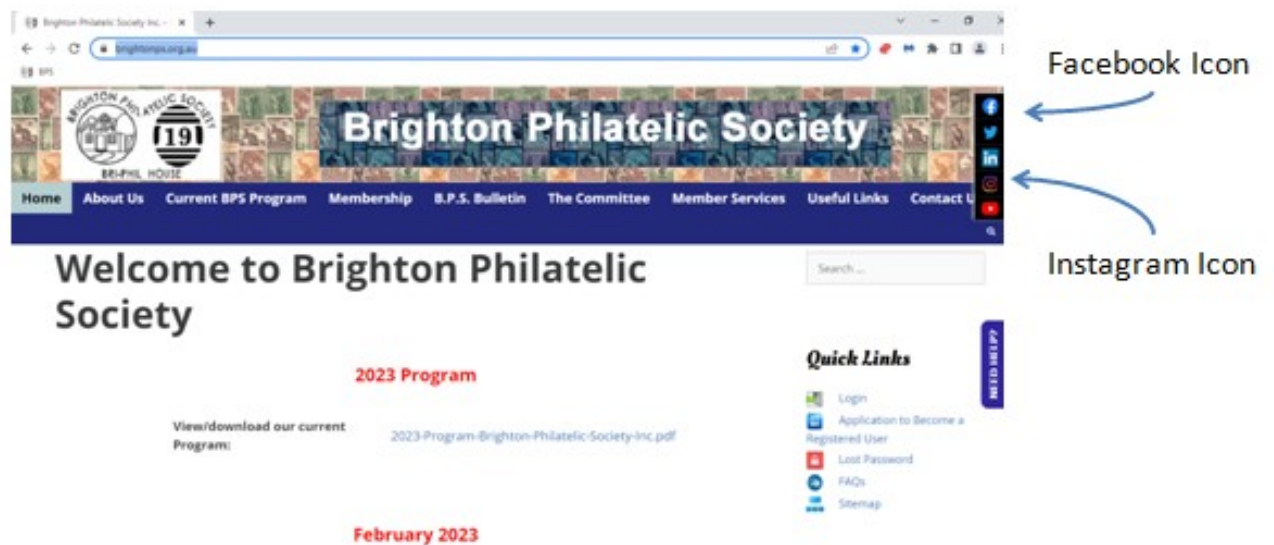 Brighton Philatelic Society Inc. -
brightonps.org.au
BPS
BRIGHTON PHILATELIC SOCIETY
19
BRI-PHIL HOUSE
Brighton Philatelic Society
Home About Us Current BPS Program Membership B.P.S. Bulletin The Committee Member Services Useful Links Contact U
Facebook Icon
Instagram Icon
Welcome to Brighton Philatelic
Society
Search ...
NEED HELP?
2023 Program
View/download our current
Program:
2023-Program-Brighton-Philatelic-Society-Inc.pdf
February 2023
Quick Links
Login
Application to Become a
Registered User
Lost Password
FAQs
Sitemap